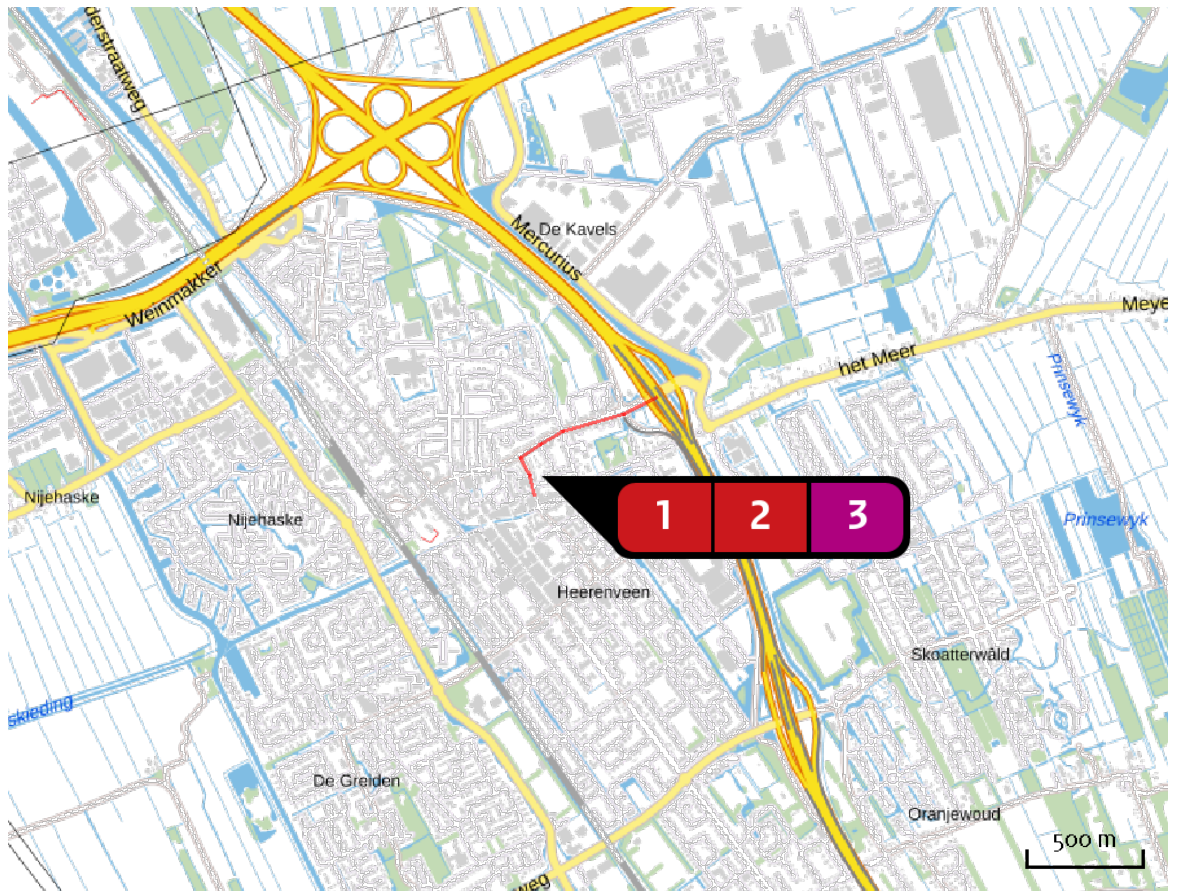 derstraatweg
De Kavels
Mercurius
Weinmakker
Meye
het Meer
Prinsewyk
Nijehaske
1 2 3
Nijehaske
Prinsewyk
Heerenveen
Skoatterwâld
skieding
De Greiden
Oranjewoud
500 m
weg